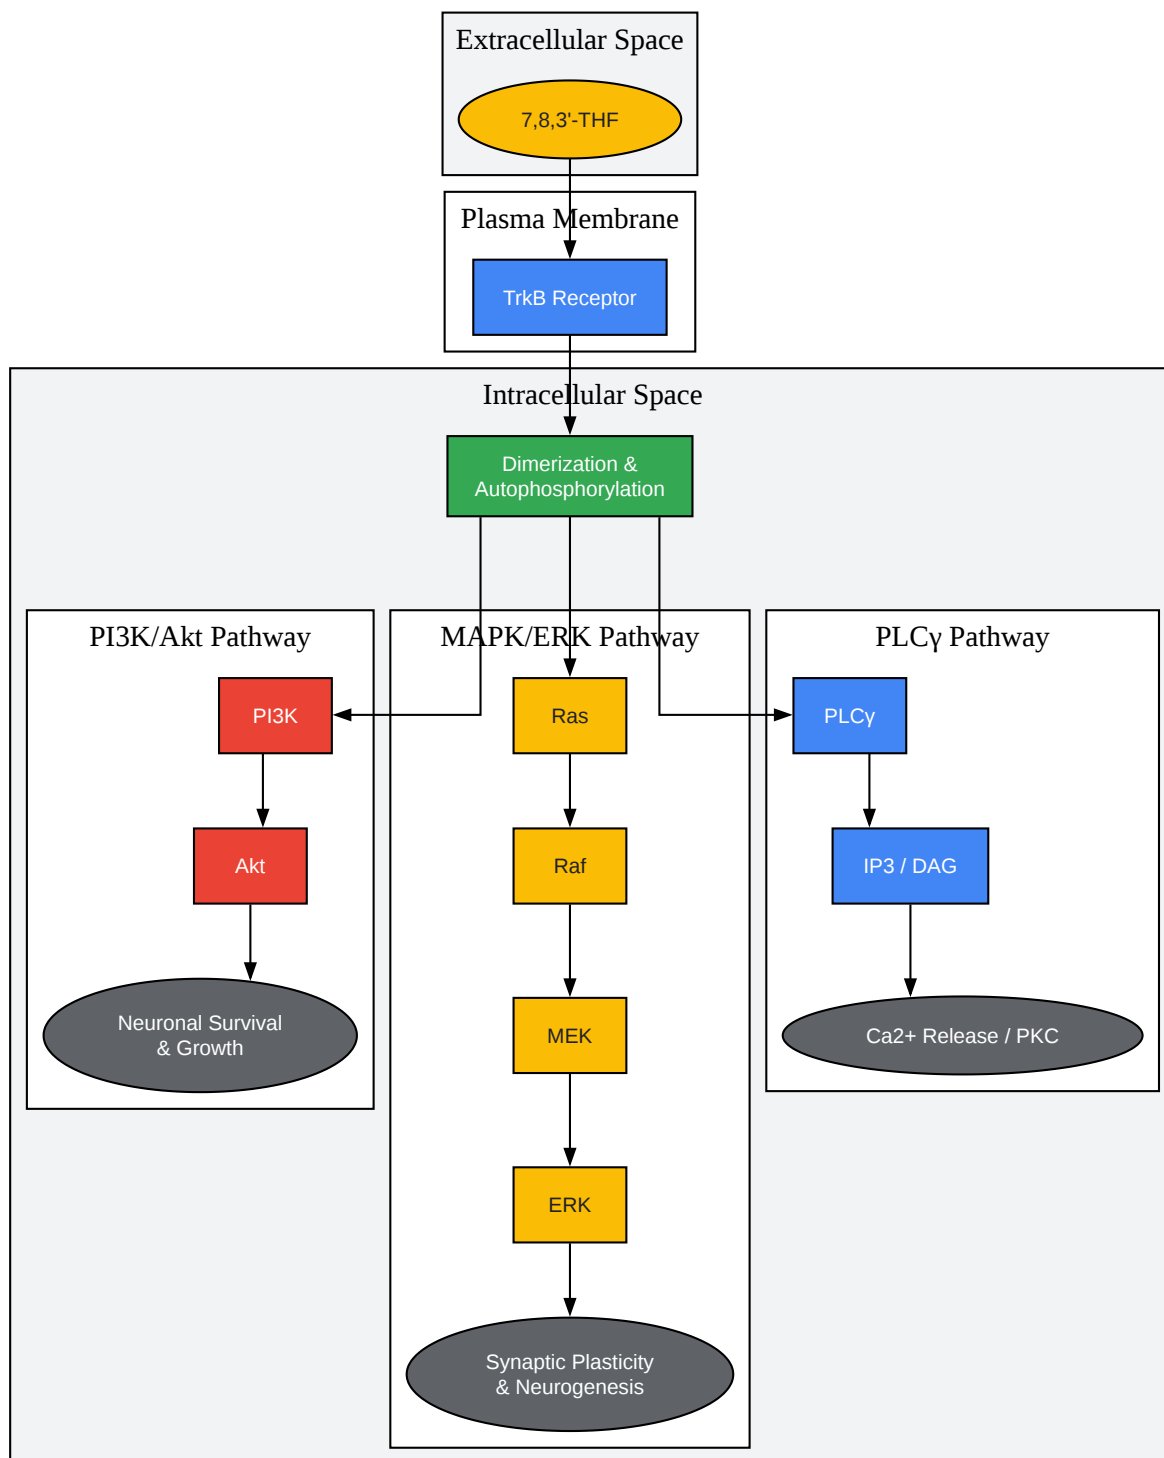 Extracellular Space
7,8,3'-THF
Plasma Membrane
TrkB Receptor
Intracellular Space
Dimerization &
Autophosphorylation
PI3K/Akt Pathway
PI3K
Akt
Neuronal Survival
& Growth
MAPK/ERK Pathway
Ras
Raf
MEK
ERK
Synaptic Plasticity
& Neurogenesis
PLCγ Pathway
PLCγ
IP3 / DAG
Ca2+ Release / PKC